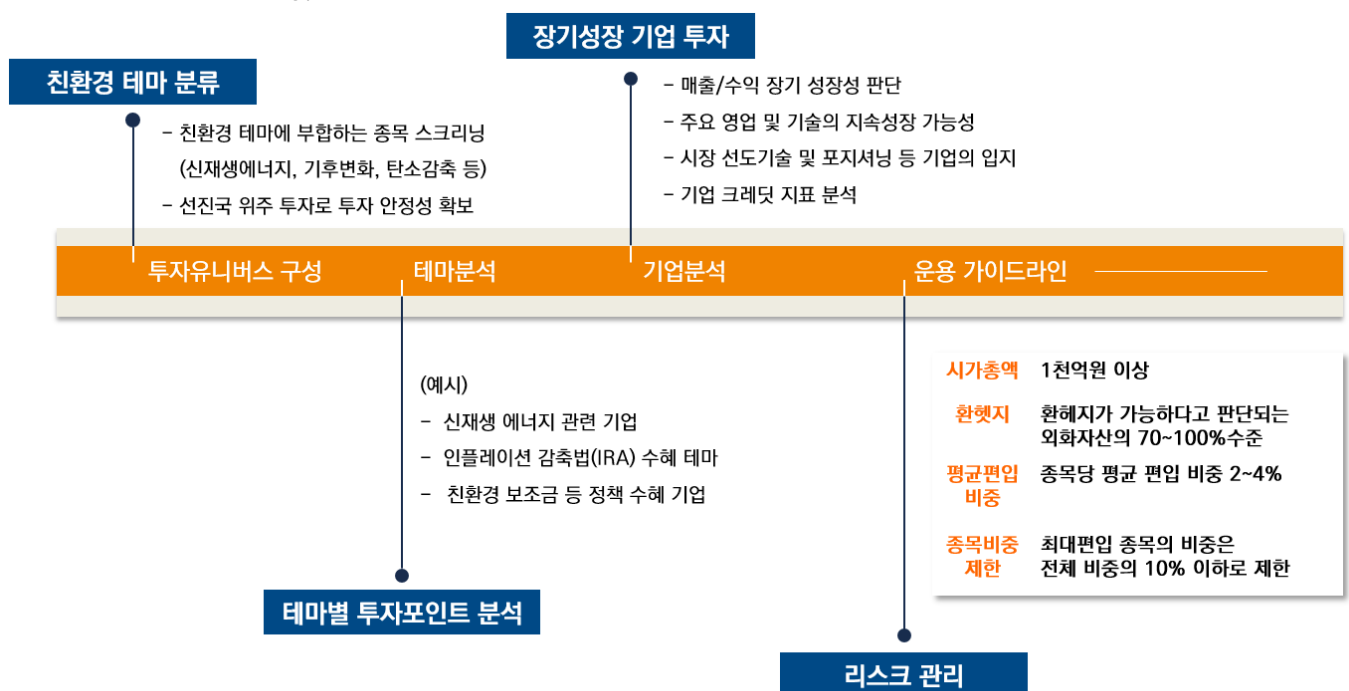 장기성장 기업 투자
친환경 테마 분류
- 매출/수익 장기 성장성 판단
- 주요 영업 및 기술의 지속성장 가능성
- 시장 선도기술 및 포지셔닝 등 기업의 입지
- 기업 크레딧 지표 분석
- 친환경 테마에 부합하는 종목 스크리닝
(신재생에너지, 기후변화, 탄소감축 등)
- 선진국 위주 투자로 투자 안정성 확보
투자유니버스 구성
테마분석
기업분석
운용 가이드라인
(예시)
- 신재생 에너지 관련 기업
- 인플레이션 감축법(IRA) 수혜 테마
- 친환경 보조금 등 정책 수혜 기업
시가총액 1천억원 이상
환헷지 환헤지가 가능하다고 판단되는
외화자산의 70~100%수준
평균편입 종목당 평균 편입 비중 2~4%
비중
종목비중 최대편입 종목의 비중은
제한 전체 비중의 10% 이하로 제한
테마별 투자포인트 분석
리스크 관리